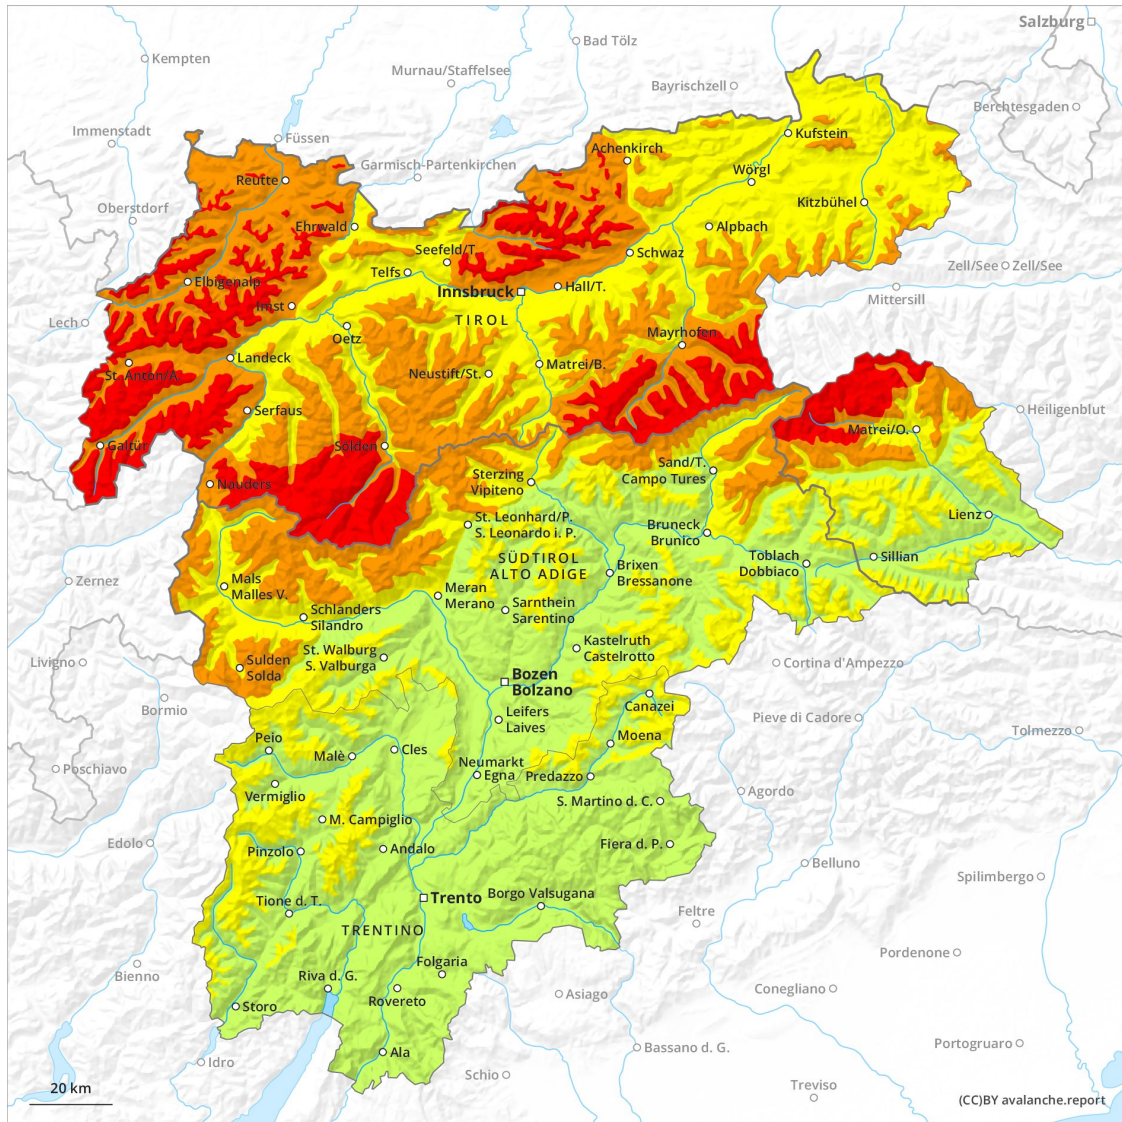 Salzburg
Bad Tölz
Kempten
Murnau/Staffelsee
Bayrischzell
Berchtesgaden
Immenstadt
Füssen
Kufstein
Achenkirch
Garmisch-Partenkirchen
Wörgl
Reutte
Oberstdorf
Kitzbühel
Ehrwald
Alpbach
Seefeld/T.
Schwaz
Telfs
Zell/See
Zell/See
Elbigenalp
Hall/T.
Innsbruck
Mittersill
Imst
TIROL
Lech
Oetz
Mayrhofen
Landeck
Matrei/B.
St. Anton/A.
Neustift/St.
Serfaus
Heiligenblut
Matrei/O.
Galtür
Sölden
Sand/T.
Campo Tures
Sterzing
Vipiteno
Nauders
St. Leonhard/P.
S. Leonardo i. P.
Lienz
Bruneck
Brunico
SÜDTIROL
ALTO ADIGE
Toblach
Dobbiaco
Sillian
Brixen
Bressanone
Zernez
Mals
Malles V.
Meran
Merano
Sarnthein
Sarentino
Schlanders
Silandro
Kastelruth
Castelrotto
St. Walburg
S. Valburga
Livigno
Sulden
Solda
Cortina d'Ampezzo
Bozen
Bolzano
Bormio
Canazei
Leifers
Laives
Pieve di Cadore
Tolmezzo
Moena
Peio
Cles
Malè
Neumarkt
Egna
Predazzo
Poschiavo
Vermiglio
Agordo
S. Martino d. C.
M. Campiglio
Edolo
Pinzolo
Andalo
Fiera d. P.
Belluno
Spilimbergo
Trento
Borgo Valsugana
Tione d. T.
Feltre
TRENTINO
Pordenone
Folgaria
Bienno
Riva d. G.
Rovereto
Asiago
Conegliano
Storo
Portogruaro
Bassano d. G.
Ala
Idro
Schio
Treviso
20 km
(CC)BY avalanche.report